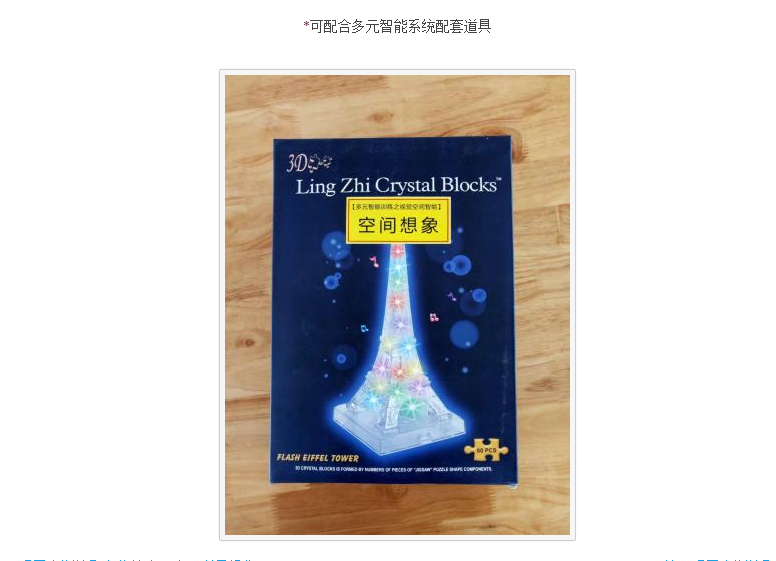 *可配合多元智能系统配套道具
3D
Ling Zhi Crystal Blocks™
【多元智能训练之视觉空间智能】
空间想象
FLASH EIFFEL TOWER
60 PCS
3D CRYSTAL BLOCKS IS FORMED BY NUMBERS OF PIECES OF "JIGSAW" PUZZLE SHAPE COMPONENTS.